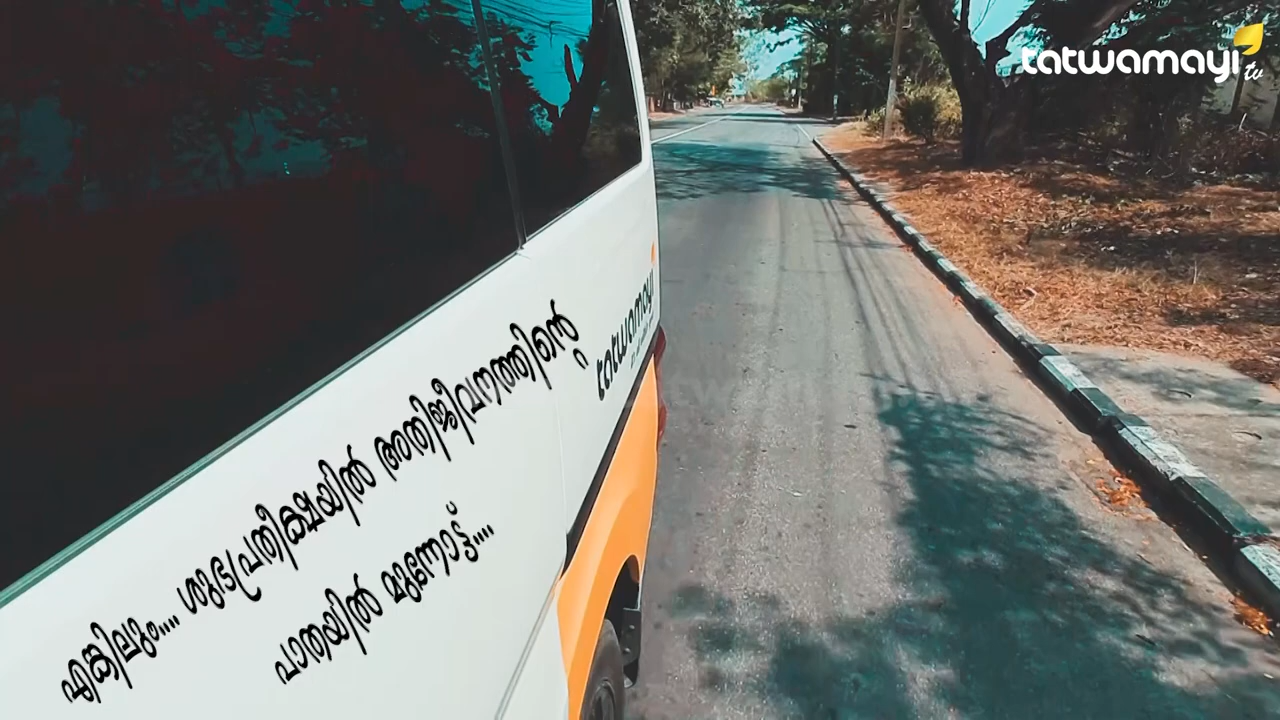 tatwamayi
tv
tatwamayi
എങ്കിലും.... ശുഭപ്രതീക്ഷയിൽ അതിജീവനത്തിന്റെ
പാതയിൽ മുന്നോട്ട്....